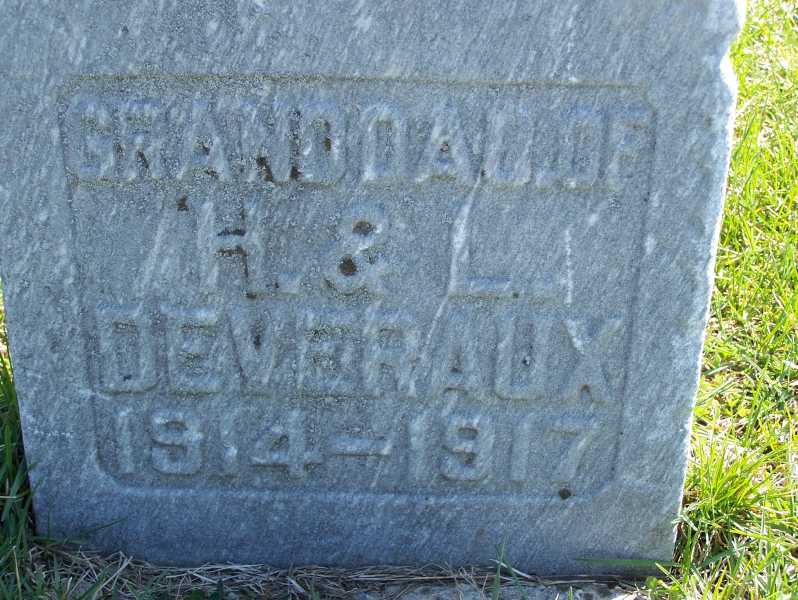 GRANDDAU. OF
H. & L.
DEVERAUX
1914-1917